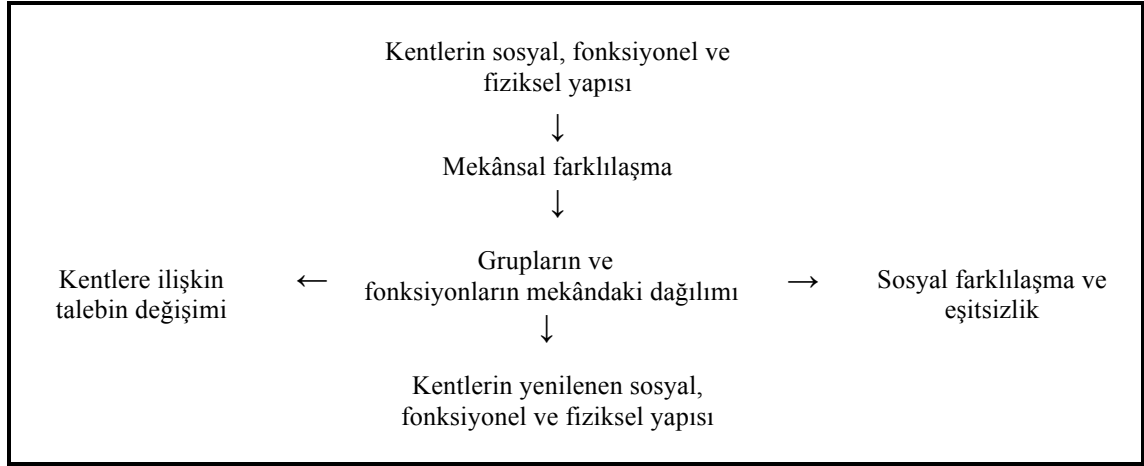 Kentlerin sosyal, fonksiyonel ve
fiziksel yapısı
↓
Mekânsal farklılaşma
↓
Kentlere ilişkin
talebin değişimi
←
Grupların ve
fonksiyonların mekândaki dağılımı
→
Sosyal farklılaşma ve
eşitsizlik
↓
Kentlerin yenilenen sosyal,
fonksiyonel ve fiziksel yapısı